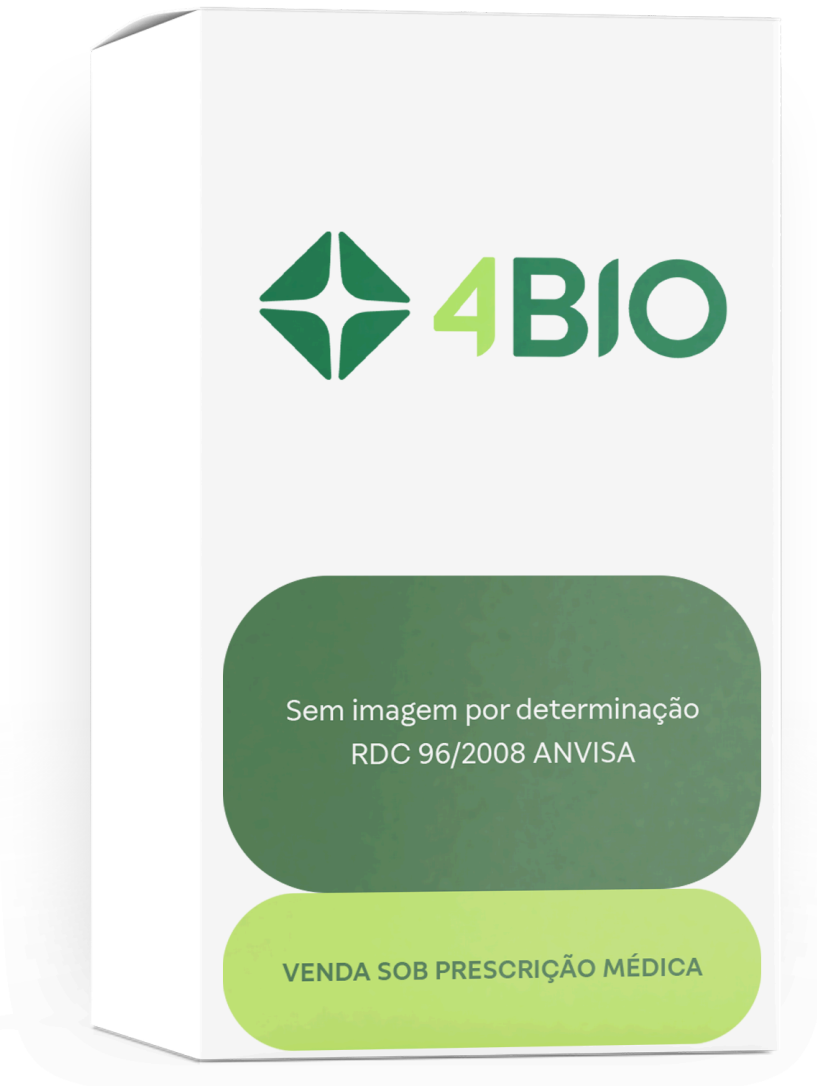 4BIO
Sem imagem por determinação
RDC 96/2008 ANVISA
VENDA SOB PRESCRIÇÃO MÉDICA